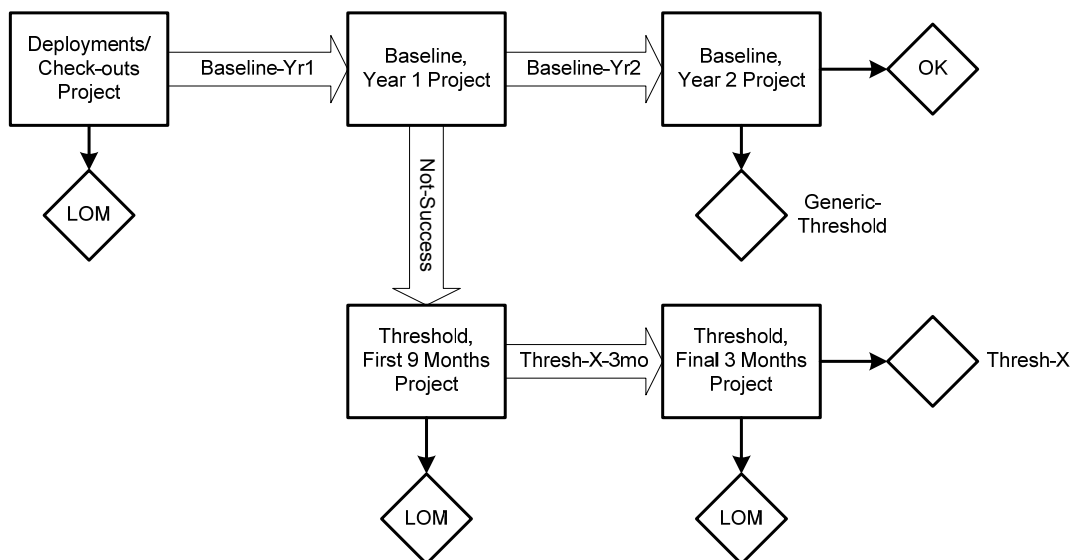 Deployments/
Check-outs
Project
Baseline-Yr1
Baseline,
Year 1 Project
Baseline-Yr2
Baseline,
Year 2 Project
OK
LOM
Not-Success
Generic-
Threshold
Threshold,
First 9 Months
Project
Thresh-X-3mo
Threshold,
Final 3 Months
Project
Thresh-X
LOM
LOM